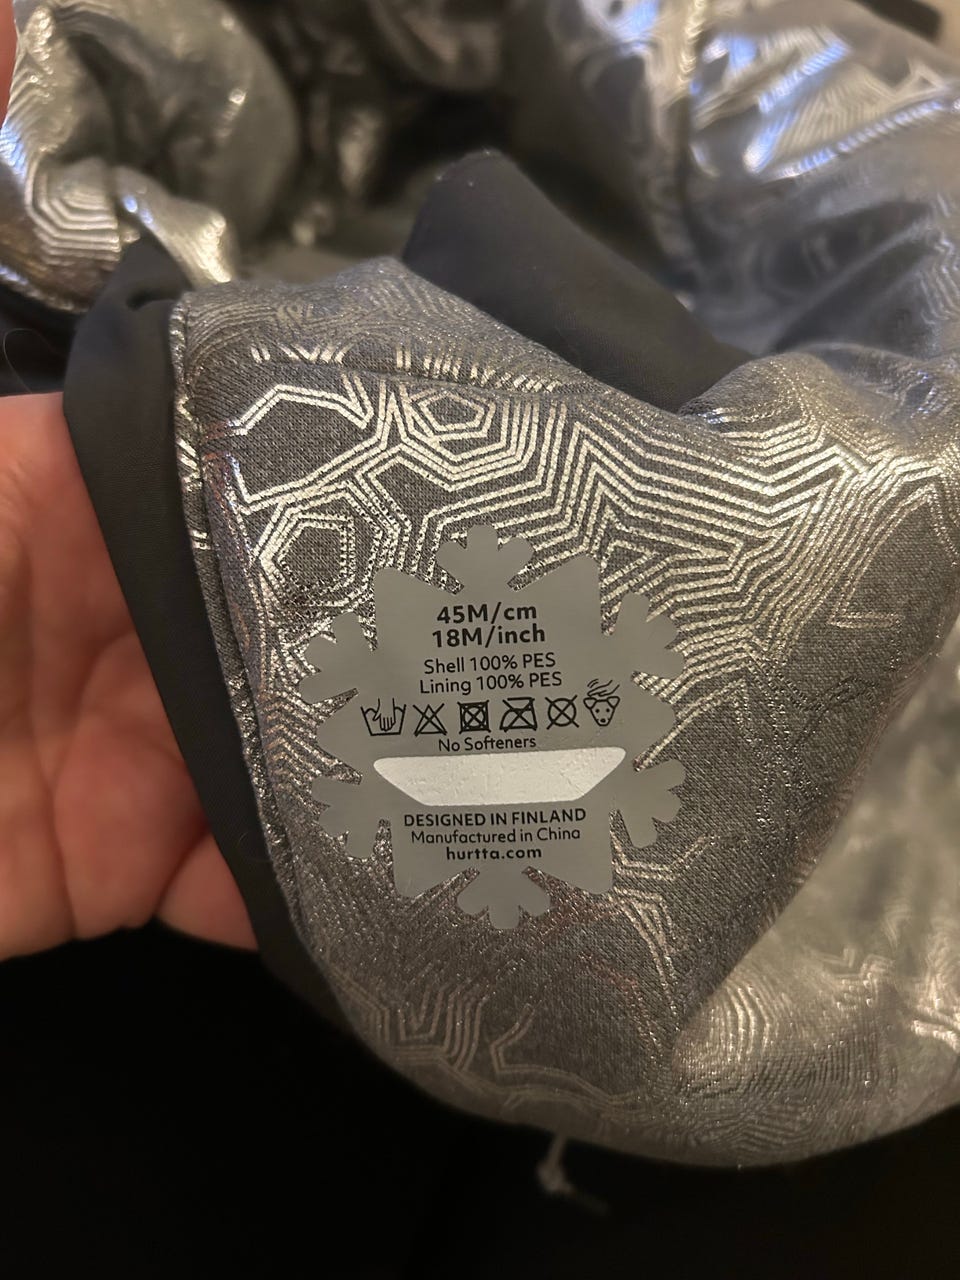 45M/cm
18M/inch
Shell 100% PES
Lining 100% PES
No Softeners
DESIGNED IN FINLAND
Manufactured in China
hurtta.com